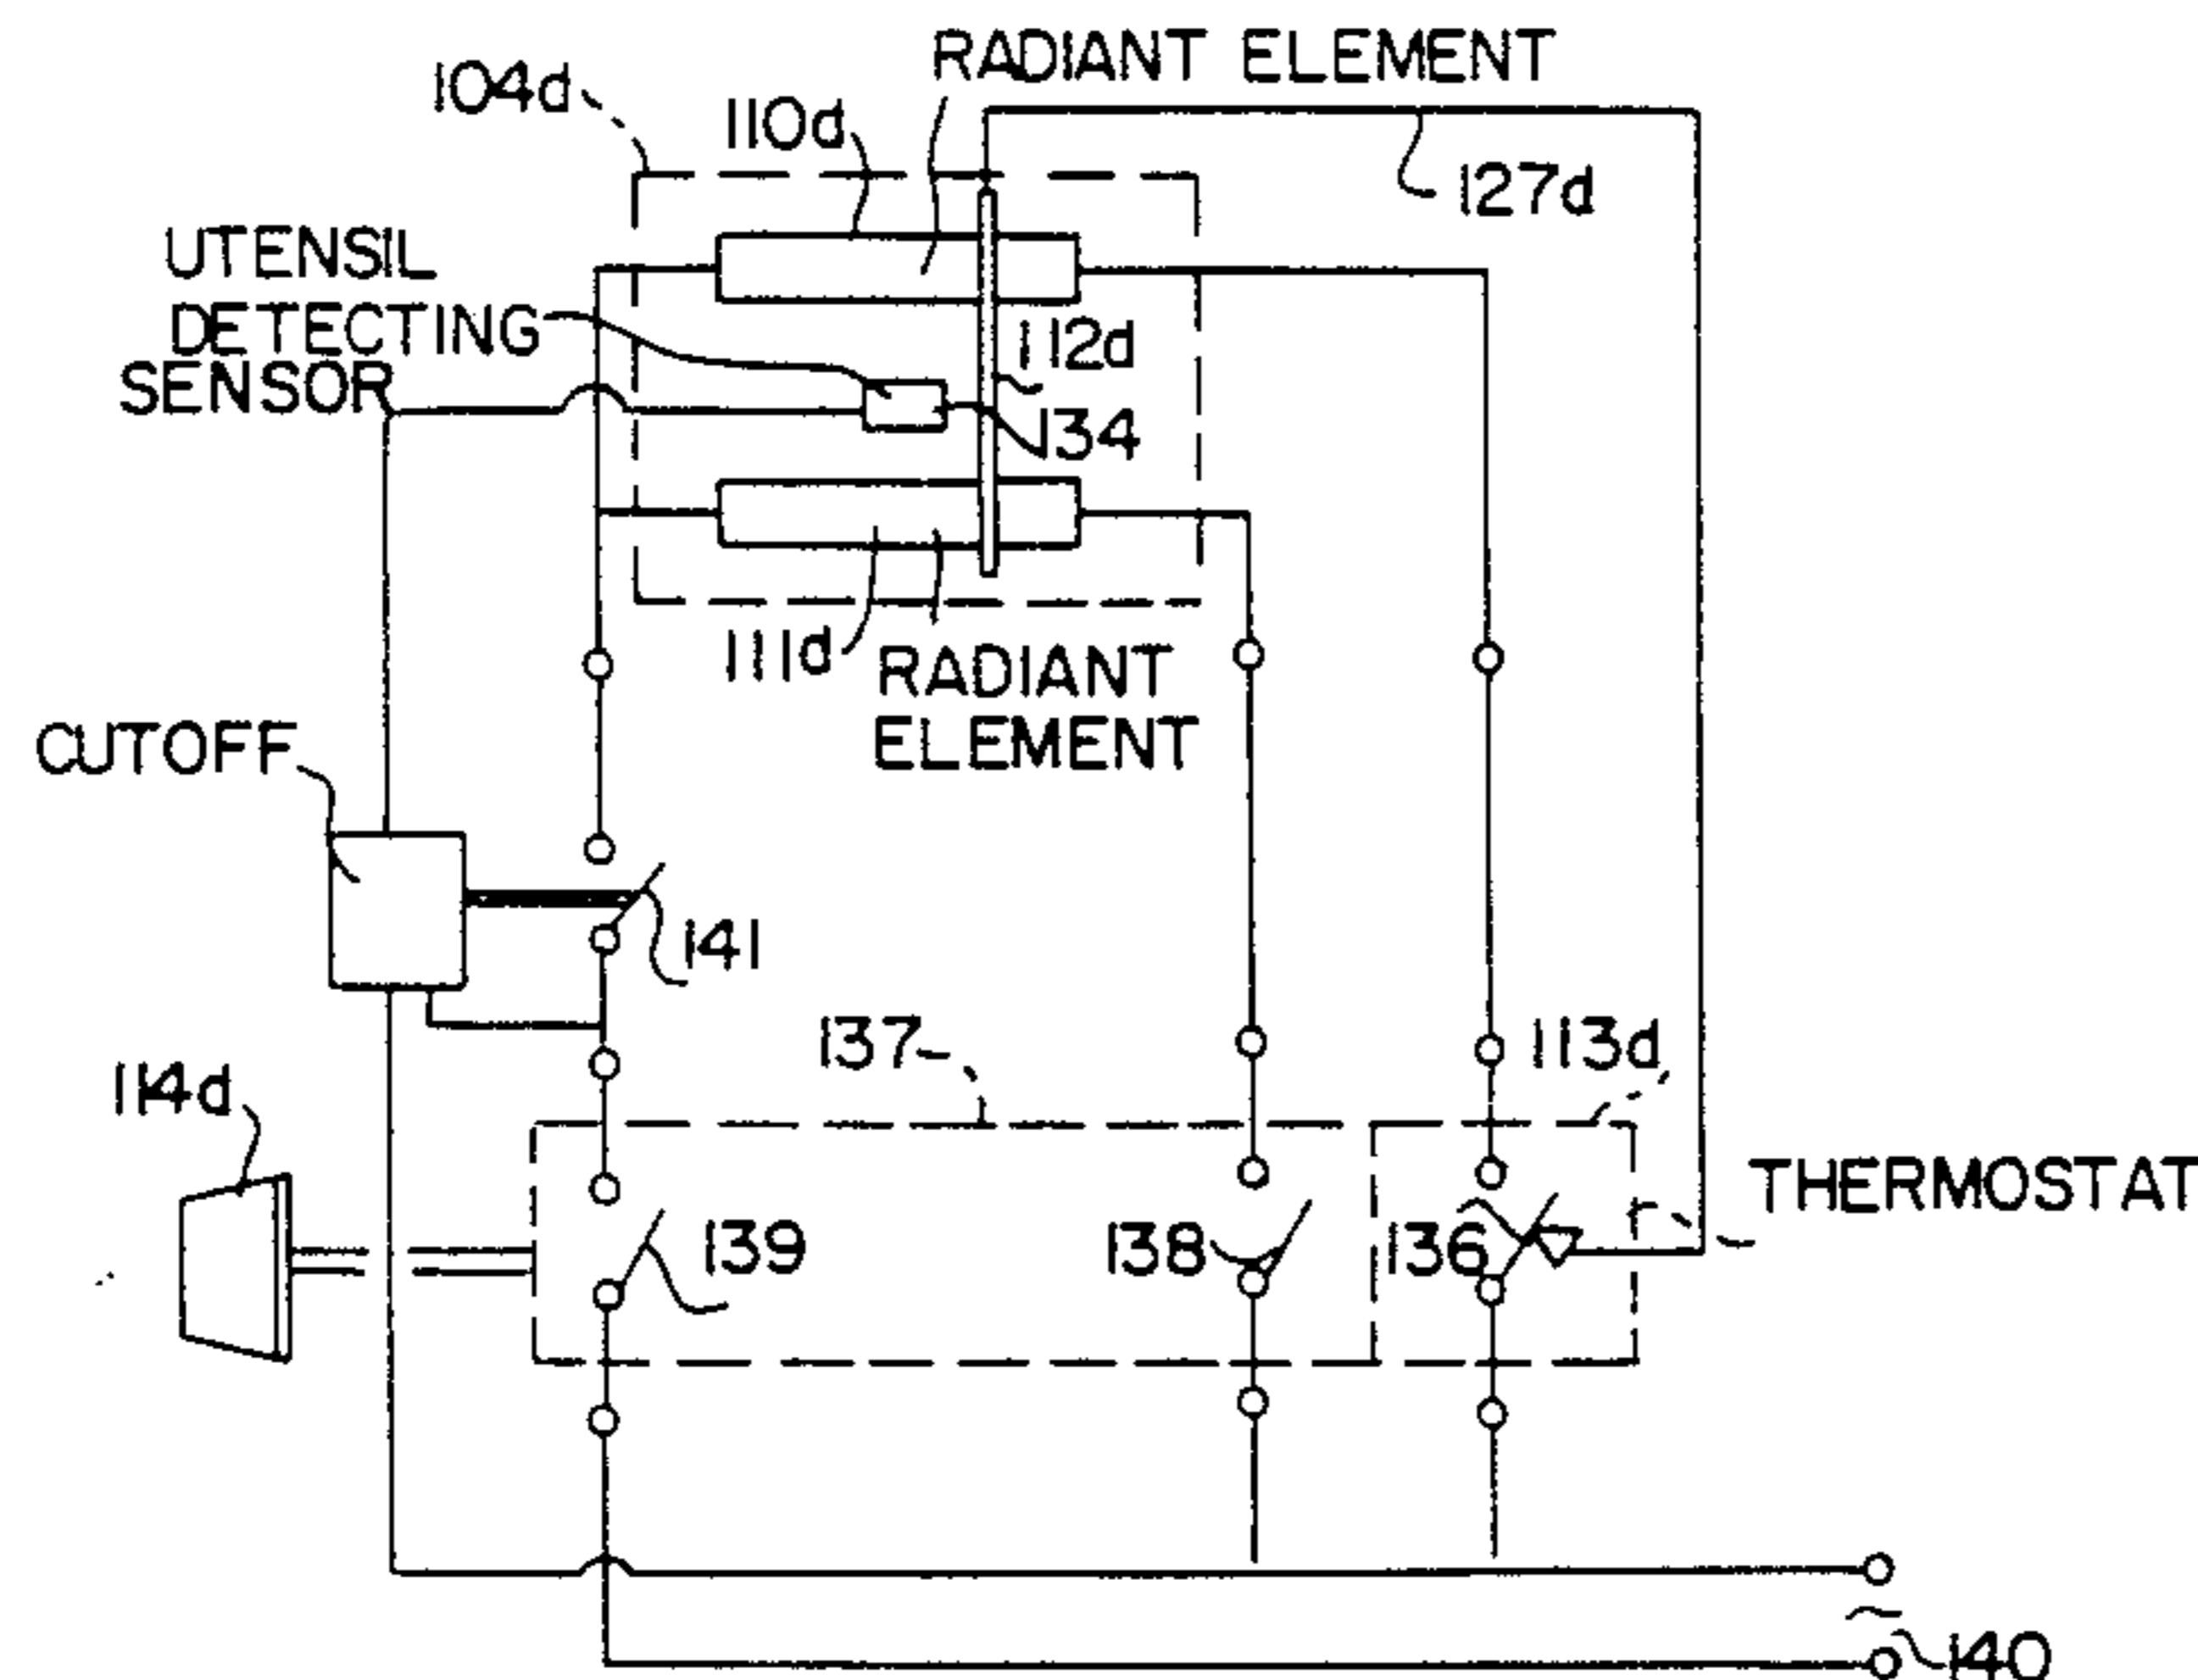 RADIANT ELEMENT
104d
110d
127d
UTENSIL
DETECTING
SENSOR
112d
134
111d
RADIANT
ELEMENT
CUTOFF
141
137
113d
114d
THERMOSTAT
139
138
136
140